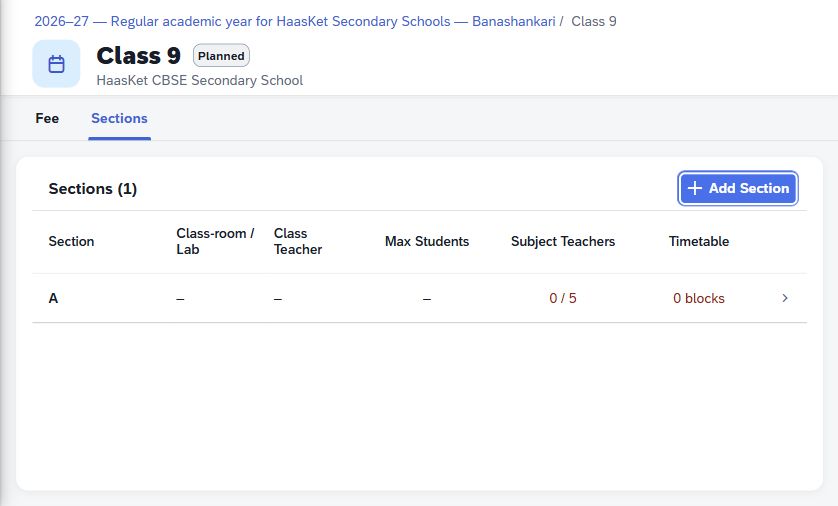 2026–27 — Regular academic year for HaasKet Secondary Schools — Banashankari / Class 9
Class 9 Planned
HaasKet CBSE Secondary School
Fee Sections
Sections (1) Add Section
Section Class-room / Lab Class Teacher Max Students Subject Teachers Timetable
A – – – 0 / 5 0 blocks